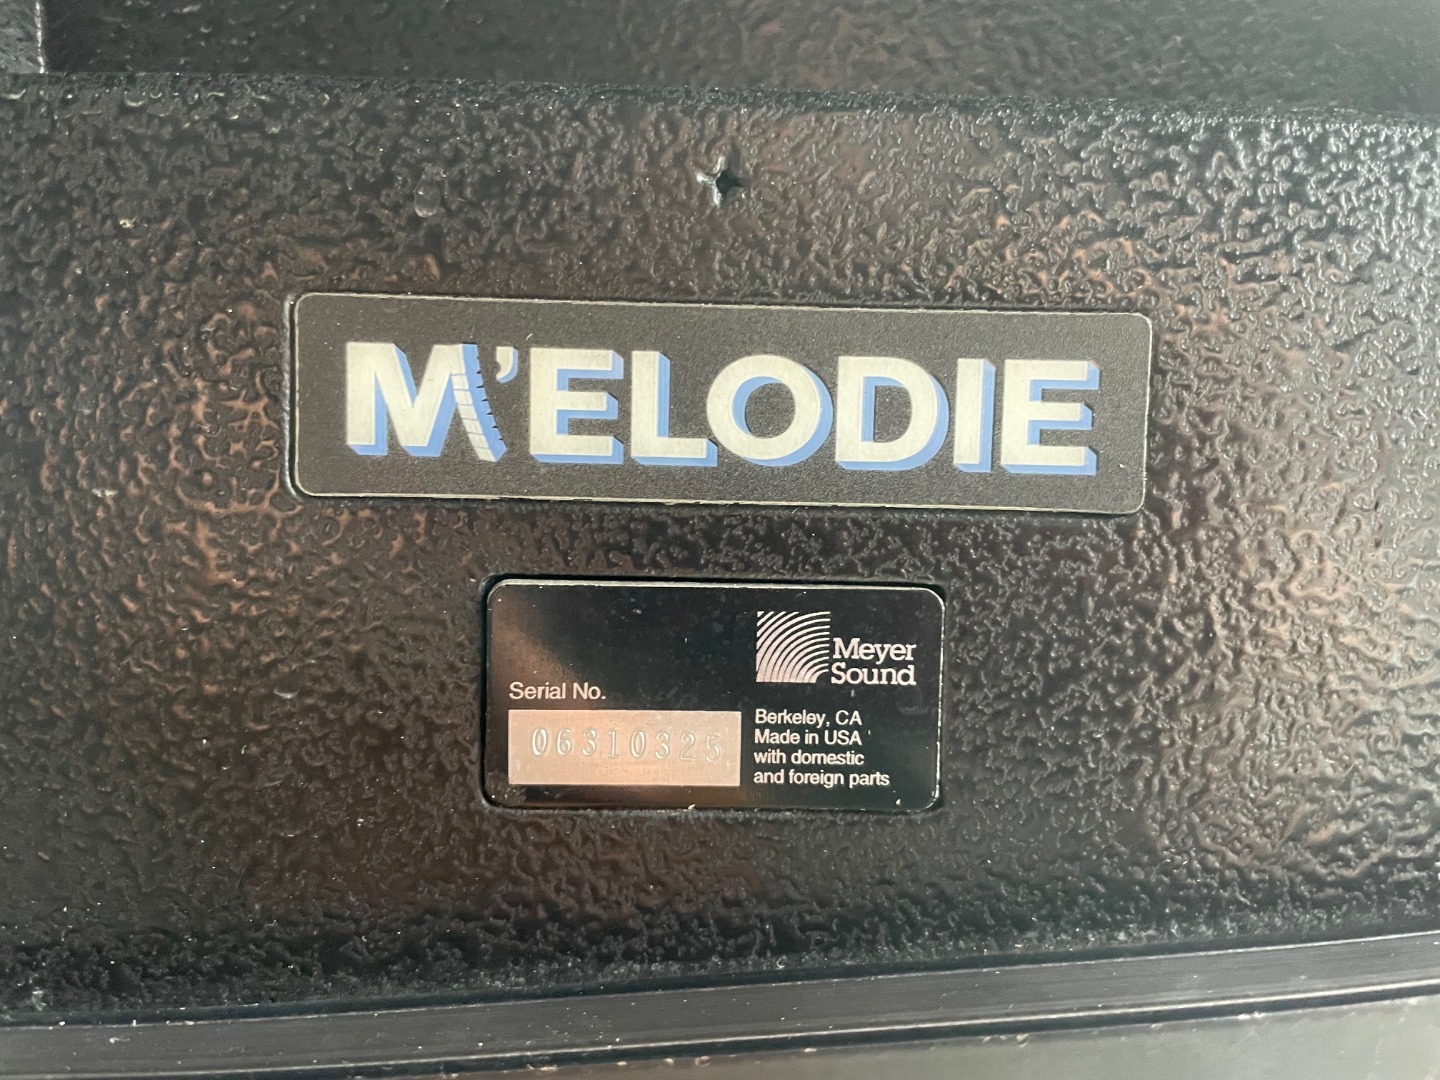 M'ELODIE
Meyer
Sound
Serial No.
06310325
Berkeley, CA
Made in USA
with domestic
and foreign parts